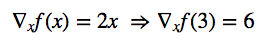 ∇ₓf(x) = 2x ⇒ ∇ₓf(3) = 6